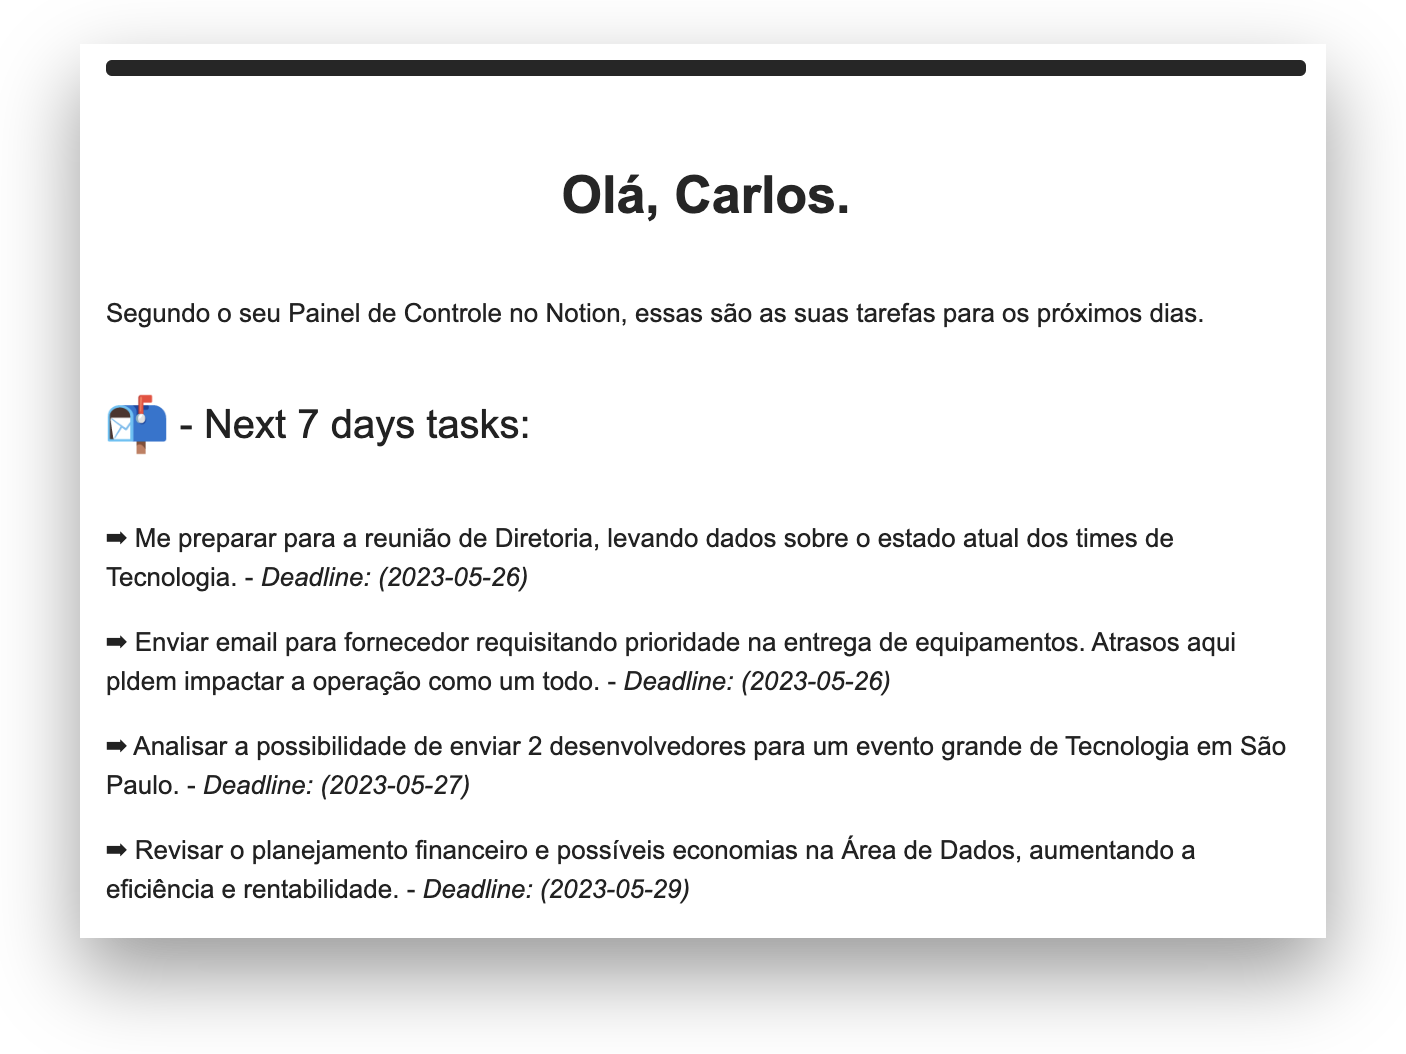 Olá, Carlos.
Segundo o seu Painel de Controle no Notion, essas são as suas tarefas para os próximos dias.
📬 - Next 7 days tasks:
➡ Me preparar para a reunião de Diretoria, levando dados sobre o estado atual dos times de
Tecnologia. - Deadline: (2023-05-26)
➡ Enviar email para fornecedor requisitando prioridade na entrega de equipamentos. Atrasos aqui
pldem impactar a operação como um todo. - Deadline: (2023-05-26)
➡ Analisar a possibilidade de enviar 2 desenvolvedores para um evento grande de Tecnologia em São
Paulo. - Deadline: (2023-05-27)
➡ Revisar o planejamento financeiro e possíveis economias na Área de Dados, aumentando a
eficiência e rentabilidade. - Deadline: (2023-05-29)